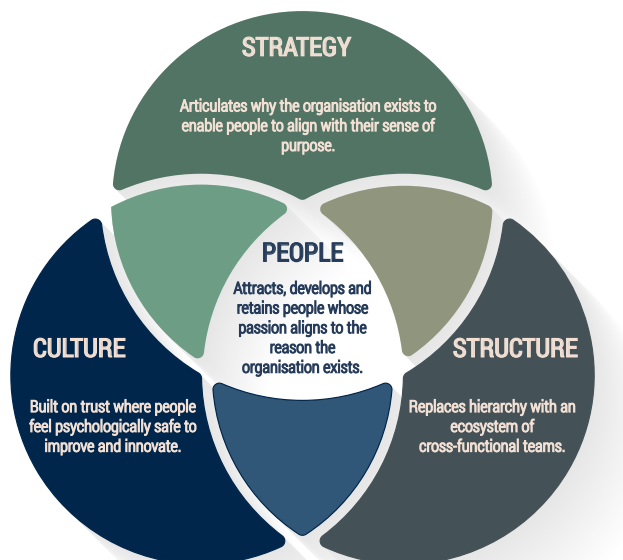 STRATEGY
Articulates why the organisation exists to
enable people to align with their sense of
purpose.
PEOPLE
Attracts, develops and
retains people whose
passion aligns to the
reason the
organisation exists.
CULTURE
Built on trust where people
feel psychologically safe to
improve and innovate.
STRUCTURE
Replaces hierarchy with an
ecosystem of
cross-functional teams.